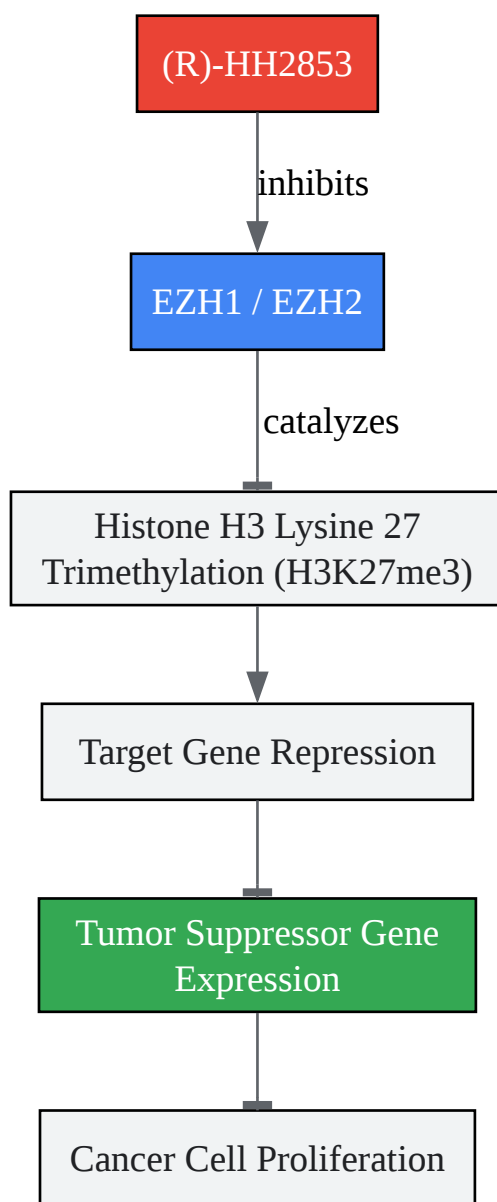 (R)-HH2853
inhibits
EZH1 / EZH2
catalyzes
Histone H3 Lysine 27
Trimethylation (H3K27me3)
Target Gene Repression
Tumor Suppressor Gene
Expression
Cancer Cell Proliferation